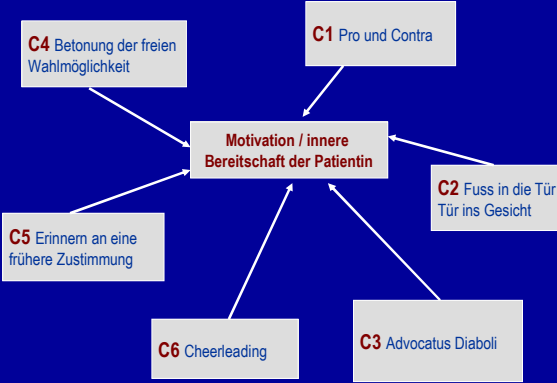 C4 Betonung der freien
Wahlmöglichkeit
C1 Pro und Contra
Motivation / innere
Bereitschaft der Patientin
C2 Fuss in die Tür
Tür ins Gesicht
C5 Erinnern an eine
frühere Zustimmung
C6 Cheerleading
C3 Advocatus Diaboli